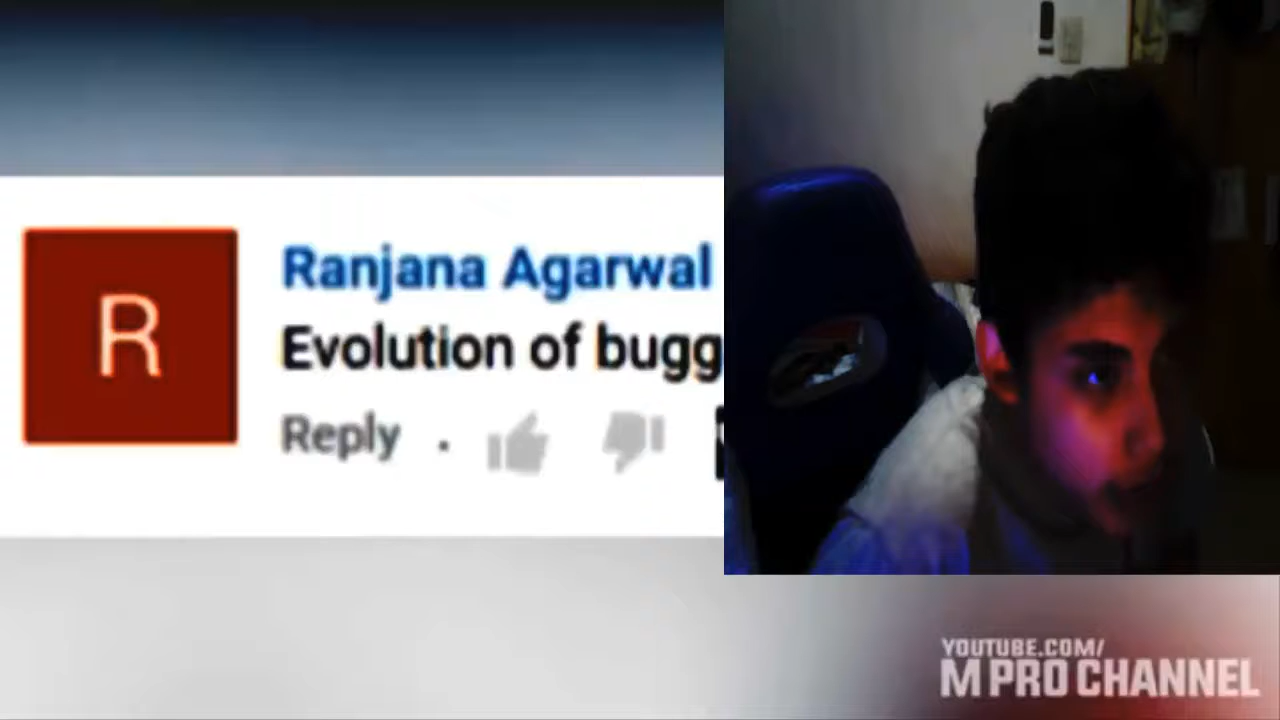 R
Ranjana Agarwal
Evolution of bugg
Reply
YOUTUBE.COM/
M PRO CHANNEL